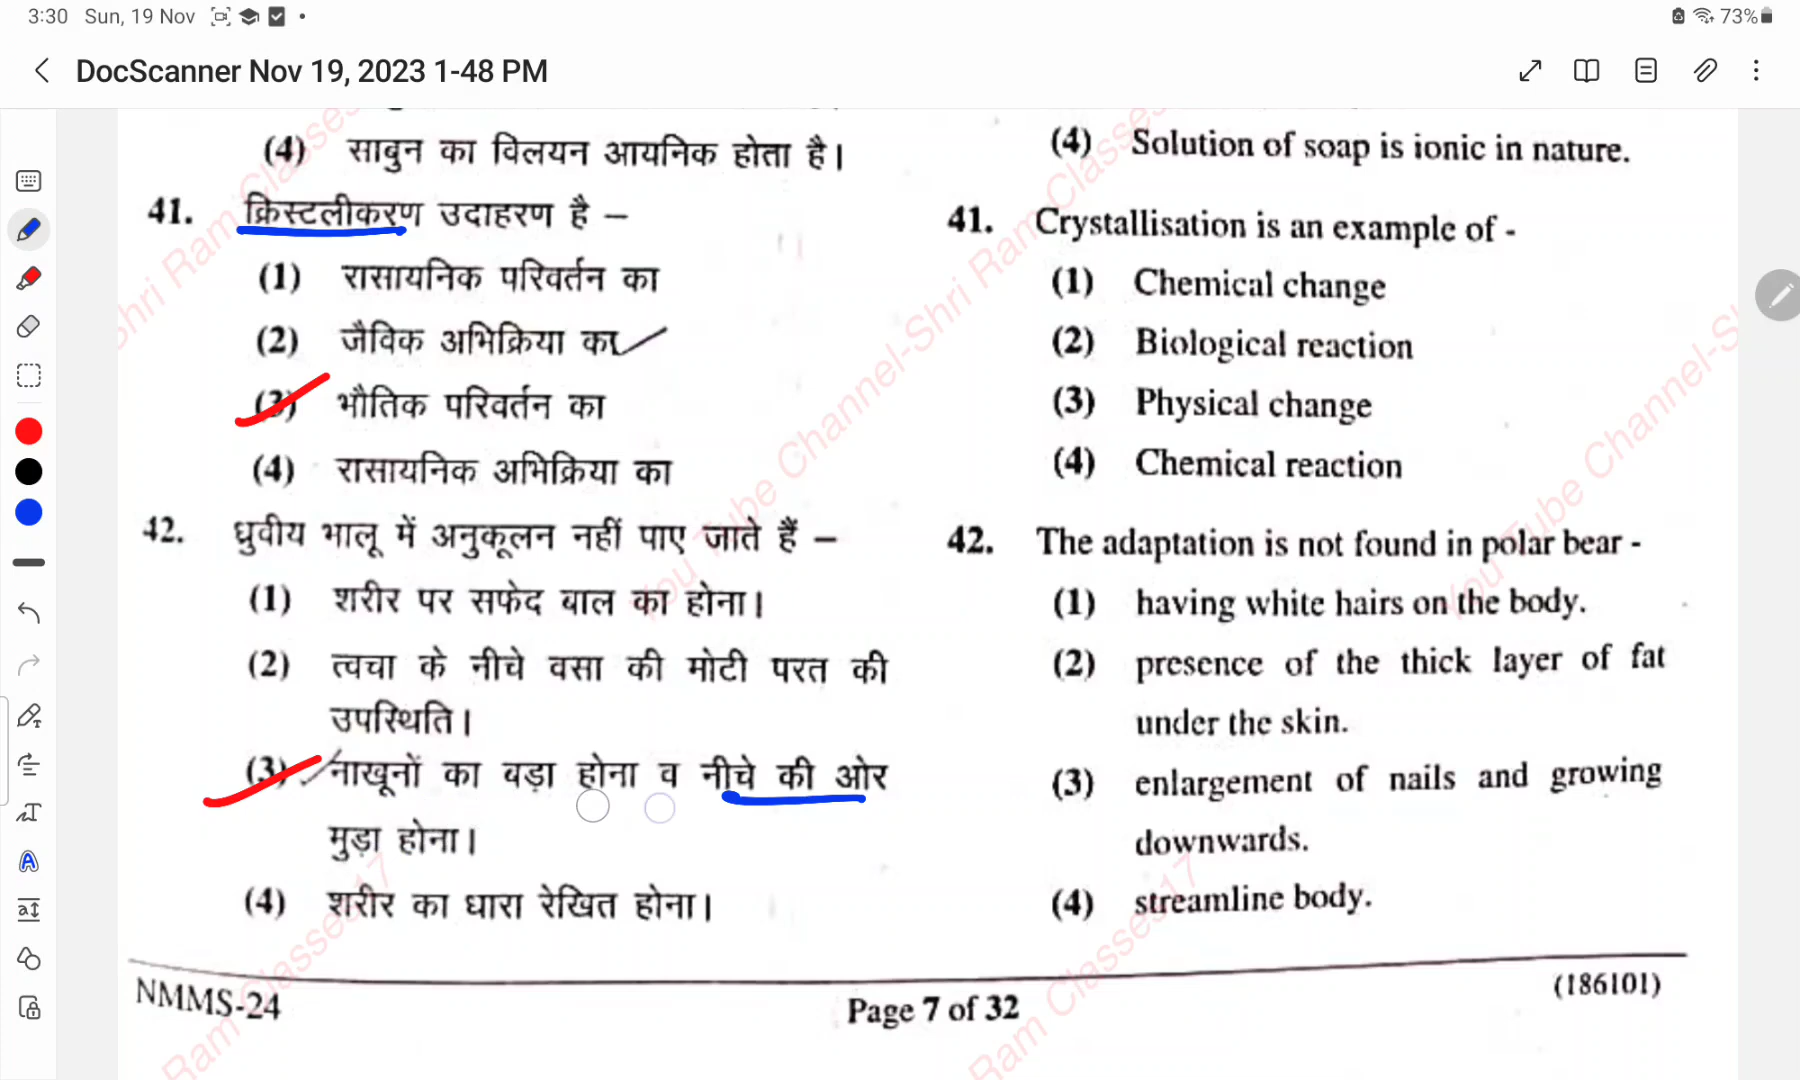 3:30 Sun, 19 Nov
73%
DocScanner Nov 19, 2023 1-48 PM
(4) साबुन का विलयन आयनिक होता है।
41. क्रिस्टलीकरण उदाहरण है –
(1) रासायनिक परिवर्तन का
(2) जैविक अभिक्रिया का
(3) भौतिक परिवर्तन का
(4) रासायनिक अभिक्रिया का
42. ध्रुवीय भालू में अनुकूलन नहीं पाए जाते हैं –
(1) शरीर पर सफेद बाल का होना।
(2) त्वचा के नीचे वसा की मोटी परत की
उपस्थिति।
(3) नाखूनों का बड़ा होना व नीचे की ओर
मुड़ा होना।
(4) शरीर का धारा रेखित होना।
(4) Solution of soap is ionic in nature.
41. Crystallisation is an example of -
(1) Chemical change
(2) Biological reaction
(3) Physical change
(4) Chemical reaction
42. The adaptation is not found in polar bear -
(1) having white hairs on the body.
(2) presence of the thick layer of fat
under the skin.
(3) enlargement of nails and growing
downwards.
(4) streamline body.
NMMS-24
Page 7 of 32
(186101)
You Tube Channel-Shri Ram Classes17